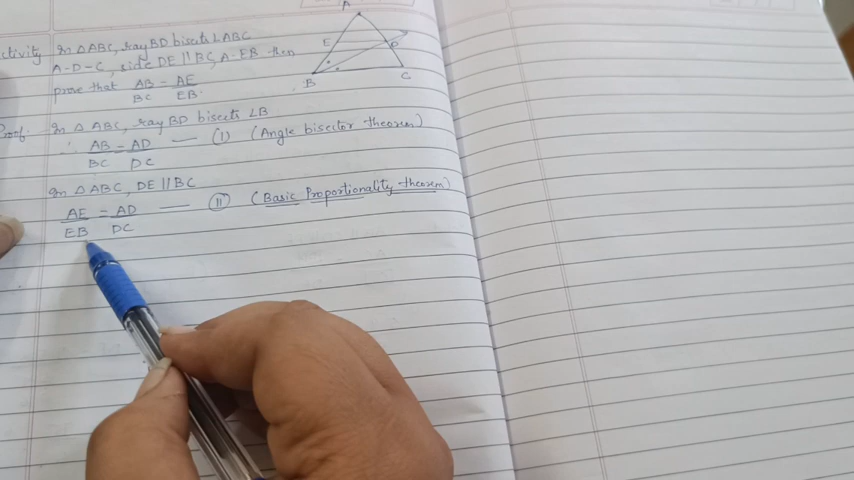 In △ABC, ray BD bisects ∠ABC
A-D-C, side DE || BC, A-EB then
prove that AB/BC = AE/EB.
A
E
D
B
C
Proof. In △ABC, ray BD bisects ∠B
∴ AB/BC = AD/DC — (I) (Angle bisector theorem)
In △ABC, DE || BC
AE/EB = AD/DC — (II) (Basic Proportionality theorem)